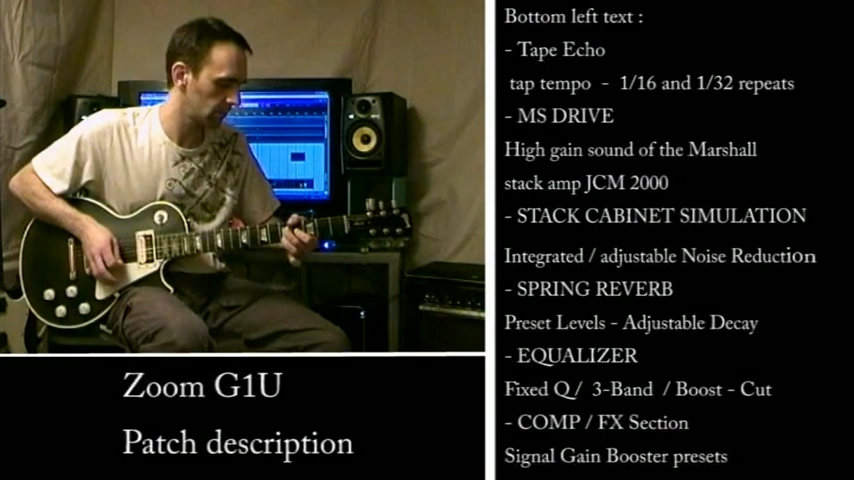 Bottom left text :
- Tape Echo
tap tempo - 1/16 and 1/32 repeats
- MS DRIVE
High gain sound of the Marshall
stack amp JCM 2000
- STACK CABINET SIMULATION
Integrated / adjustable Noise Reduction
- SPRING REVERB
Preset Levels - Adjustable Decay
- EQUALIZER
Fixed Q / 3-Band / Boost - Cut
- COMP / FX Section
Signal Gain Booster presets
Zoom G1U
Patch description